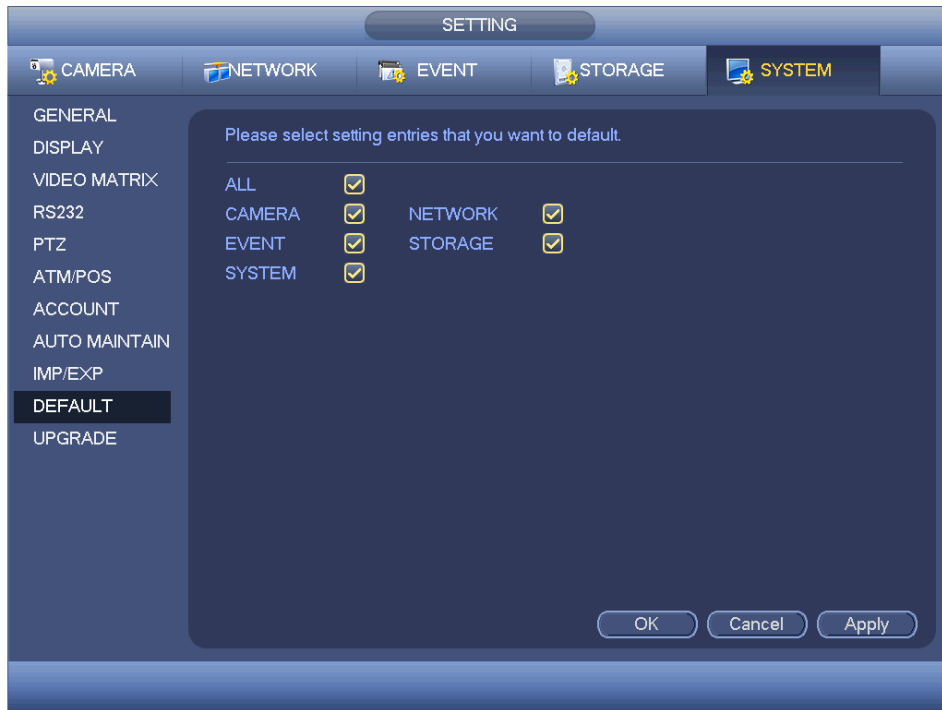 SETTING
CAMERA NETWORK EVENT STORAGE SYSTEM
GENERAL
DISPLAY
VIDEO MATRIX
RS232
PTZ
ATM/POS
ACCOUNT
AUTO MAINTAIN
IMP/EXP
DEFAULT
UPGRADE
Please select setting entries that you want to default.
ALL
CAMERA NETWORK
EVENT STORAGE
SYSTEM
OK Cancel Apply